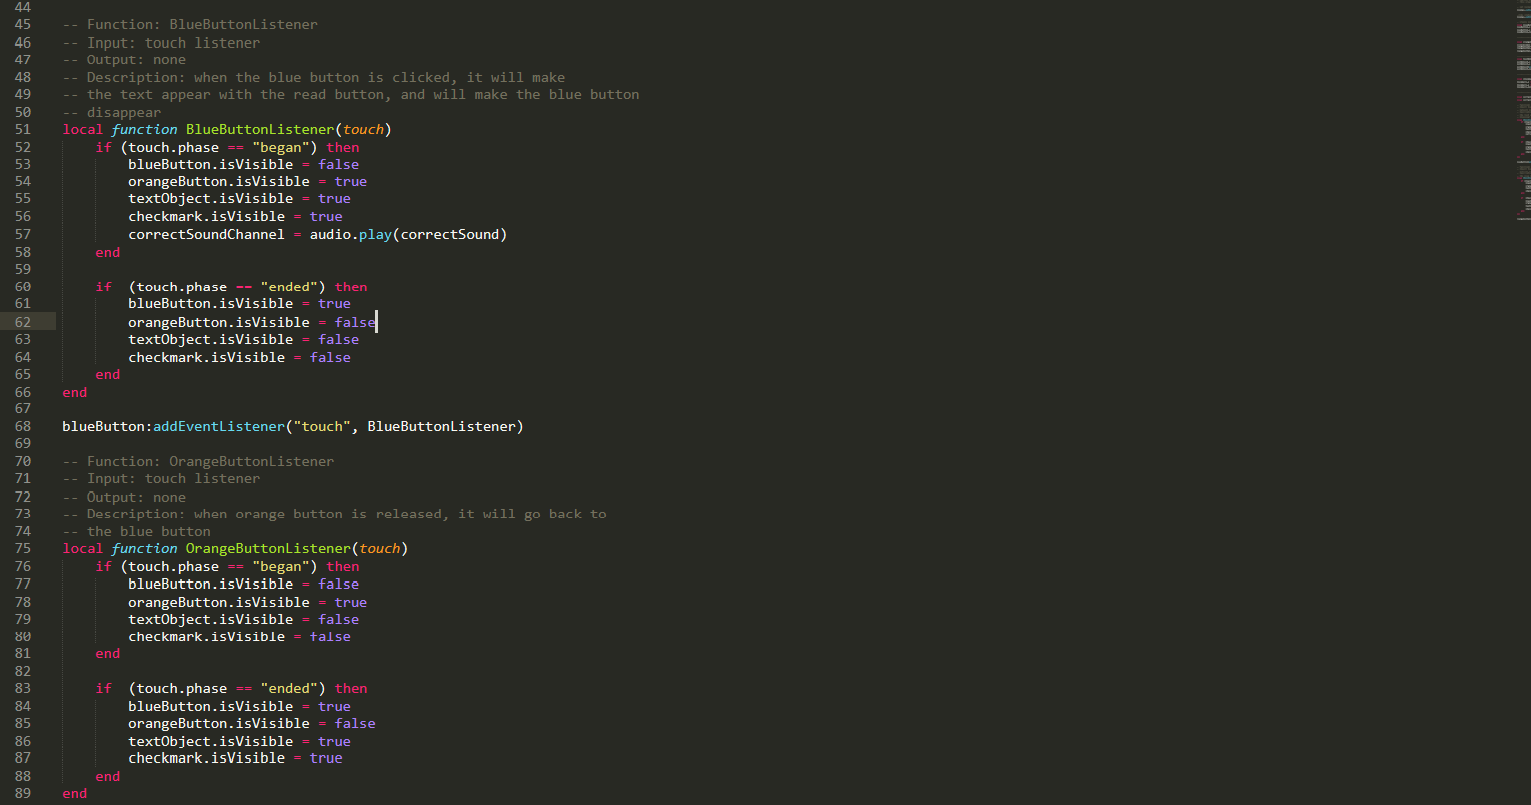 44
45 -- Function: BlueButtonListener
46 -- Input: touch listener
47 -- Output: none
48 -- Description: when the blue button is clicked, it will make
49 -- the text appear with the read button, and will make the blue button
50 -- disappear
51 local function BlueButtonListener(touch)
52 if (touch.phase == "began") then
53 blueButton.isVisible = false
54 orangeButton.isVisible = true
55 textObject.isVisible = true
56 checkmark.isVisible = true
57 correctSoundChannel = audio.play(correctSound)
58 end
59
60 if (touch.phase == "ended") then
61 blueButton.isVisible = true
62 orangeButton.isVisible = false
63 textObject.isVisible = false
64 checkmark.isVisible = false
65 end
66 end
67
68 blueButton:addEventListener("touch", BlueButtonListener)
69
70 -- Function: OrangeButtonListener
71 -- Input: touch listener
72 -- Output: none
73 -- Description: when orange button is released, it will go back to
74 -- the blue button
75 local function OrangeButtonListener(touch)
76 if (touch.phase == "began") then
77 blueButton.isVisible = false
78 orangeButton.isVisible = true
79 textObject.isVisible = false
80 checkmark.isVisible = false
81 end
82
83 if (touch.phase == "ended") then
84 blueButton.isVisible = true
85 orangeButton.isVisible = false
86 textObject.isVisible = true
87 checkmark.isVisible = true
88 end
89 end